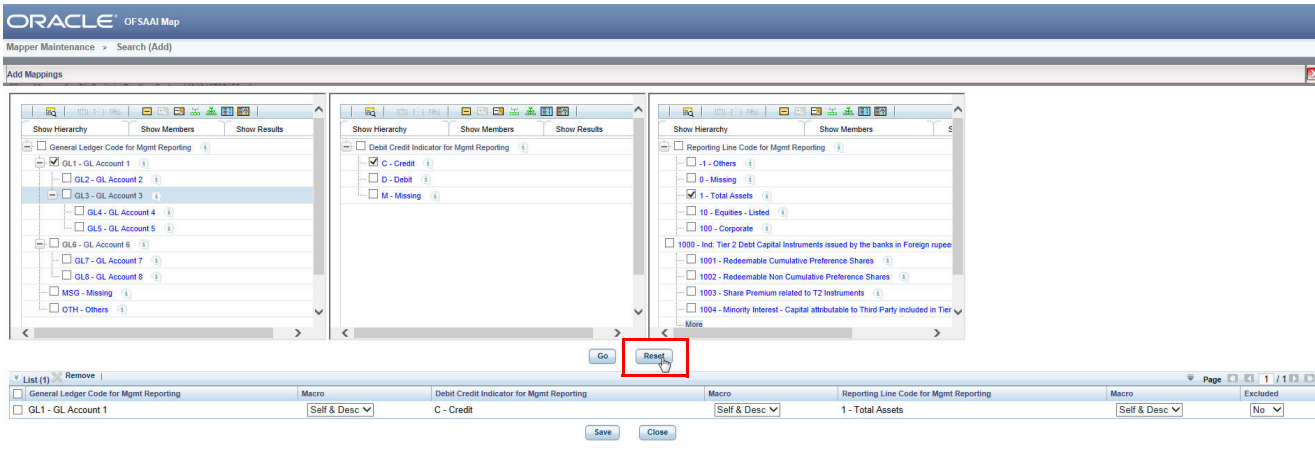 ORACLE® OFSAAI Map
Mapper Maintenance > Search (Add)
Add Mappings
Show Hierarchy Show Members Show Results
General Ledger Code for Mgmt Reporting
GL1 - GL Account 1
GL2 - GL Account 2
GL3 - GL Account 3
GL4 - GL Account 4
GL5 - GL Account 5
GL6 - GL Account 6
GL7 - GL Account 7
GL8 - GL Account 8
MSG - Missing
OTH - Others
Show Hierarchy Show Members Show Results
Debit Credit Indicator for Mgmt Reporting
C - Credit
D - Debit
M - Missing
Show Hierarchy Show Members S
Reporting Line Code for Mgmt Reporting
-1 - Others
0 - Missing
1 - Total Assets
10 - Equities - Listed
100 - Corporate
1000 - Ind: Tier 2 Debt Capital Instruments issued by the banks in Foreign rupee
1001 - Redeemable Cumulative Preference Shares
1002 - Redeemable Non Cumulative Preference Shares
1003 - Share Premium related to T2 Instruments
1004 - Minority Interest - Capital attributable to Third Party included in Tier
More
Go Reset
List (1) Remove Page 1 / 1
General Ledger Code for Mgmt Reporting Macro Debit Credit Indicator for Mgmt Reporting Macro Reporting Line Code for Mgmt Reporting Macro Excluded
GL1 - GL Account 1 Self & Desc C - Credit Self & Desc 1 - Total Assets Self & Desc No
Save Close